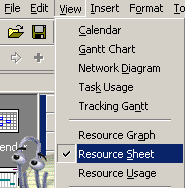 File Edit View Insert Format To
Calendar
Gantt Chart
Network Diagram
Task Usage
Tracking Gantt
Resource Graph
Resource Sheet
Resource Usage